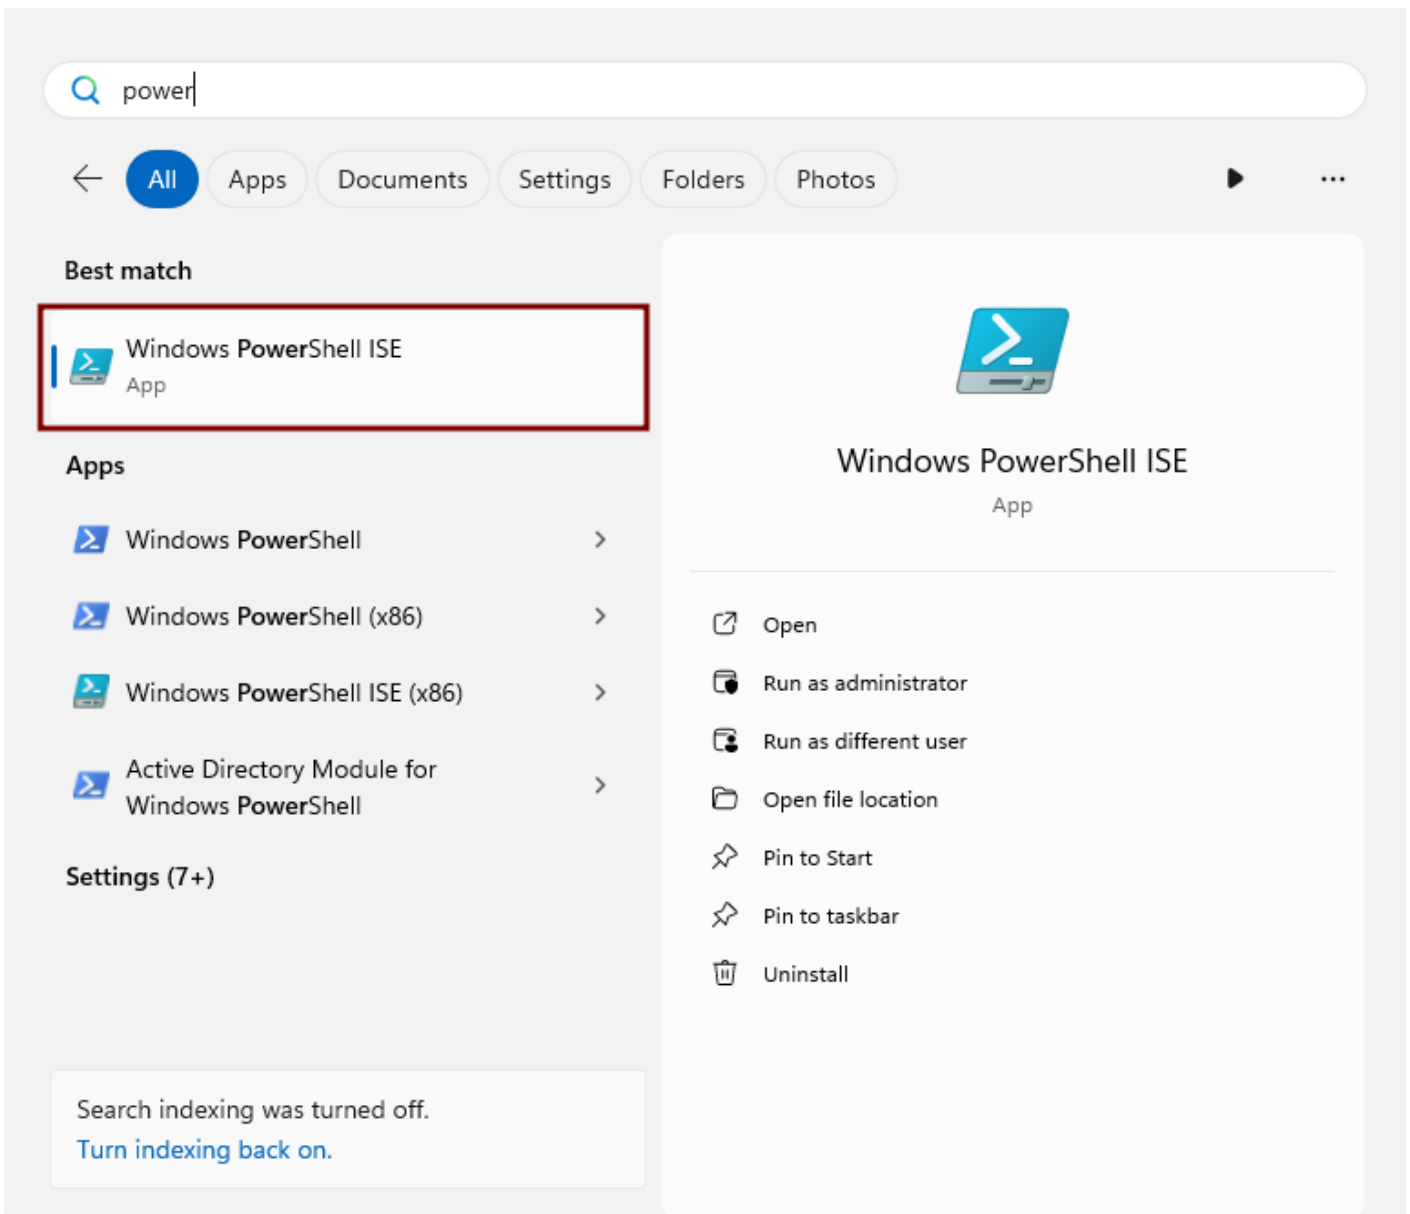 power
All Apps Documents Settings Folders Photos
Best match
Windows PowerShell ISE
App
Apps
Windows PowerShell
Windows PowerShell (x86)
Windows PowerShell ISE (x86)
Active Directory Module for
Windows PowerShell
Settings (7+)
Search indexing was turned off.
Turn indexing back on.
Windows PowerShell ISE
App
Open
Run as administrator
Run as different user
Open file location
Pin to Start
Pin to taskbar
Uninstall